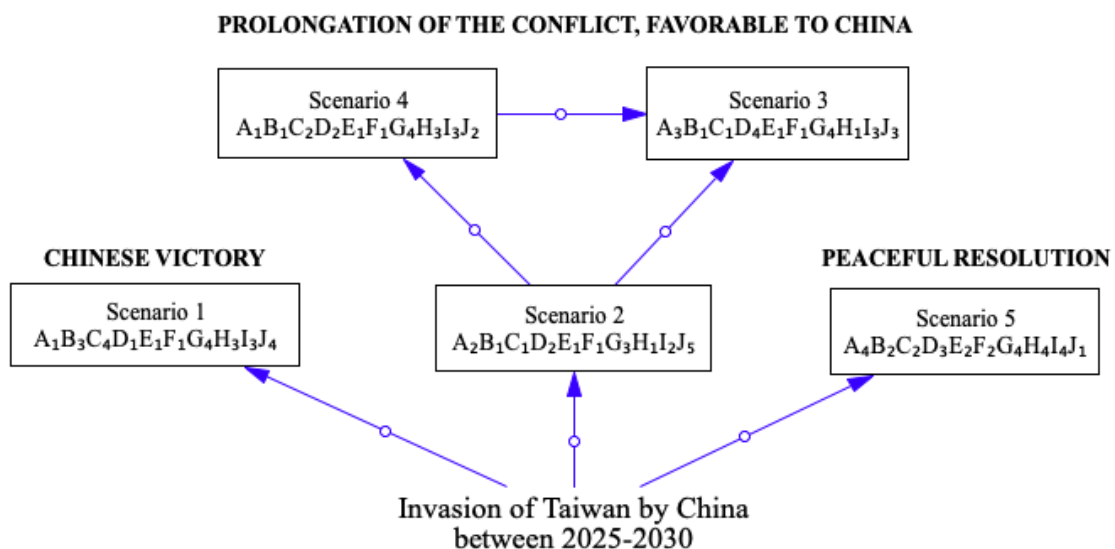 PROLONGATION OF THE CONFLICT, FAVORABLE TO CHINA
Scenario 4
A₁B₁C₂D₂E₁F₁G₄H₃I₃J₂
Scenario 3
A₃B₁C₁D₄E₁F₁G₄H₁I₃J₃
CHINESE VICTORY
Scenario 1
A₁B₃C₄D₁E₁F₁G₄H₃I₃J₄
Scenario 2
A₂B₁C₁D₂E₁F₁G₃H₁I₂J₅
PEACEFUL RESOLUTION
Scenario 5
A₄B₂C₂D₃E₂F₂G₄H₄I₄J₁
Invasion of Taiwan by China
between 2025-2030